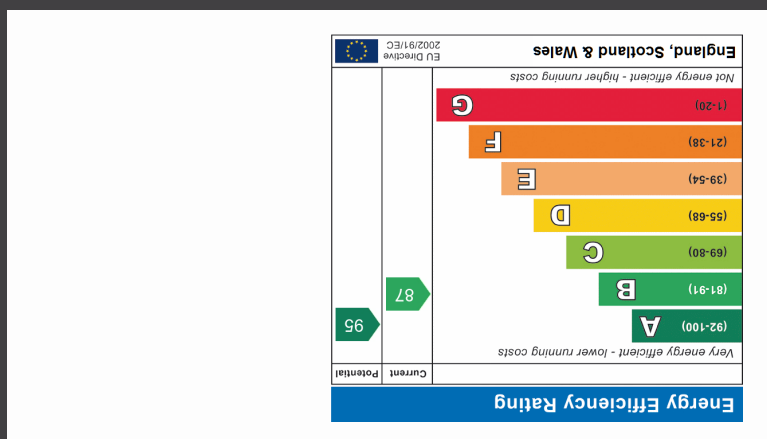 Energy Efficiency Rating
Current Potential
Very energy efficient - lower running costs
(92-100) A
95
(81-91) B
87
(69-80) C
(55-68) D
(39-54) E
(21-38) F
(1-20) G
Not energy efficient - higher running costs
England, Scotland & Wales
EU Directive
2002/91/EC